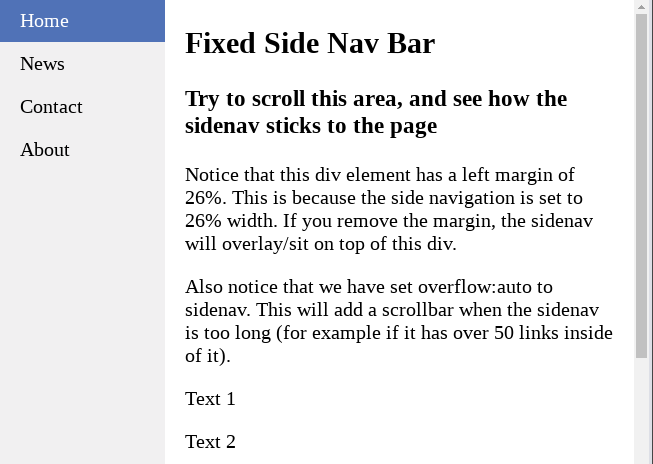 Home
News
Contact
About
Fixed Side Nav Bar
Try to scroll this area, and see how the
sidenav sticks to the page
Notice that this div element has a left margin of
26%. This is because the side navigation is set to
26% width. If you remove the margin, the sidenav
will overlay/sit on top of this div.
Also notice that we have set overflow:auto to
sidenav. This will add a scrollbar when the sidenav
is too long (for example if it has over 50 links inside
of it).
Text 1
Text 2